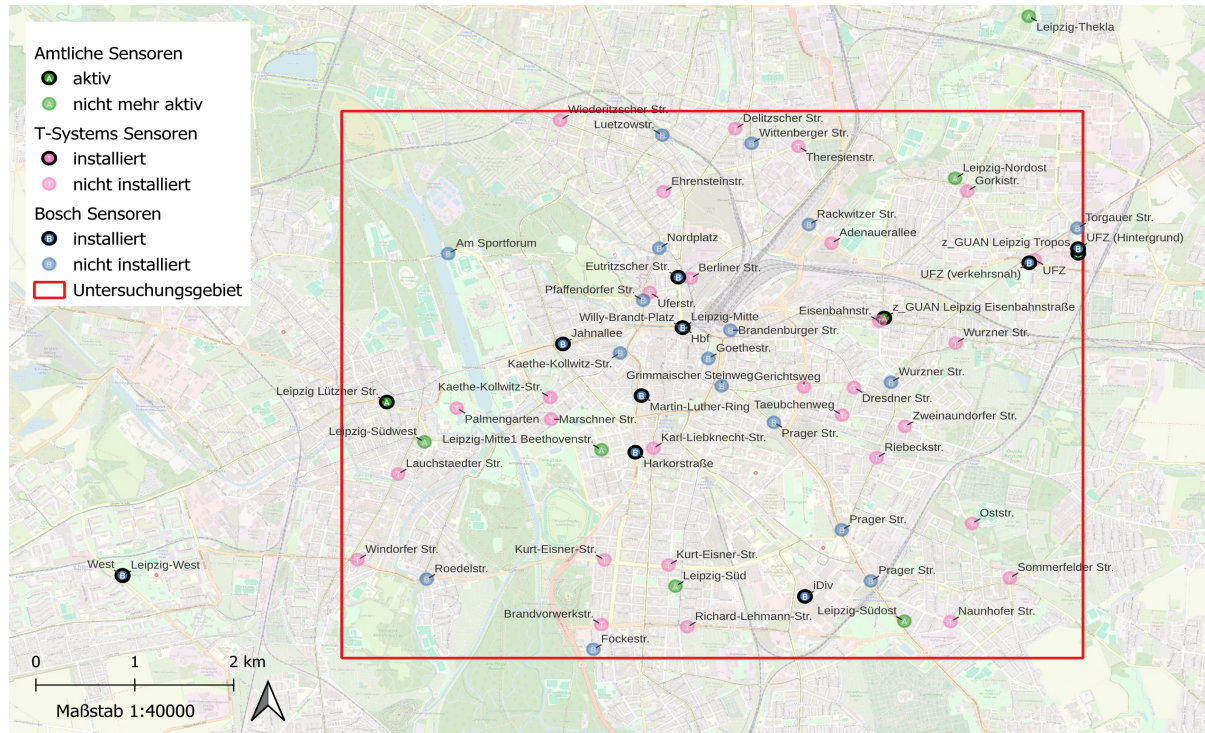 Amtliche Sensoren
A aktiv
A nicht mehr aktiv
T-Systems Sensoren
T installiert
T nicht installiert
Bosch Sensoren
B installiert
B nicht installiert
Untersuchungsgebiet
Leipzig-Thekla
Wiederitzscher Str.
Luetzowstr.
Delitzscher Str.
Wittenberger Str.
Theresienstr.
Leipzig-Nordost
Gorkistr.
Ehrensteinstr.
Rackwitzer Str.
Adenauerallee
Torgauer Str.
z_GUAN Leipzig Tropos
UFZ (Hintergrund)
UFZ (verkehrsnah)
UFZ
Am Sportforum
Nordplatz
Eutritzscher Str.
Berliner Str.
Pfaffendorfer Str.
Uferstr.
Willy-Brandt-Platz
Leipzig-Mitte
Hbf
Brandenburger Str.
Eisenbahnstr.
z_GUAN Leipzig Eisenbahnstraße
Wurzner Str.
Jahnallee
Kaethe-Kollwitz-Str.
Goethestr.
Grimmaischer Steinweg
Gerichtsweg
Wurzner Str.
Dresdner Str.
Leipzig Lützner Str.
Kaethe-Kollwitz-Str.
Palmengarten
Marschner Str.
Martin-Luther-Ring
Taeubchenweg
Zweinaundorfer Str.
Prager Str.
Leipzig-Südwest
Leipzig-Mitte1 Beethovenstr.
Karl-Liebknecht-Str.
Harkorstraße
Riebeckstr.
Lauchstaedter Str.
Oststr.
Prager Str.
Windorfer Str.
Roedelstr.
Kurt-Eisner-Str.
Kurt-Eisner-Str.
Leipzig-Süd
iDiv
Prager Str.
Sommerfelder Str.
West
Leipzig-West
Brandvorwerkstr.
Fockestr.
Richard-Lehmann-Str.
Leipzig-Südost
Naunhofer Str.
0 1 2 km
Maßstab 1:40000